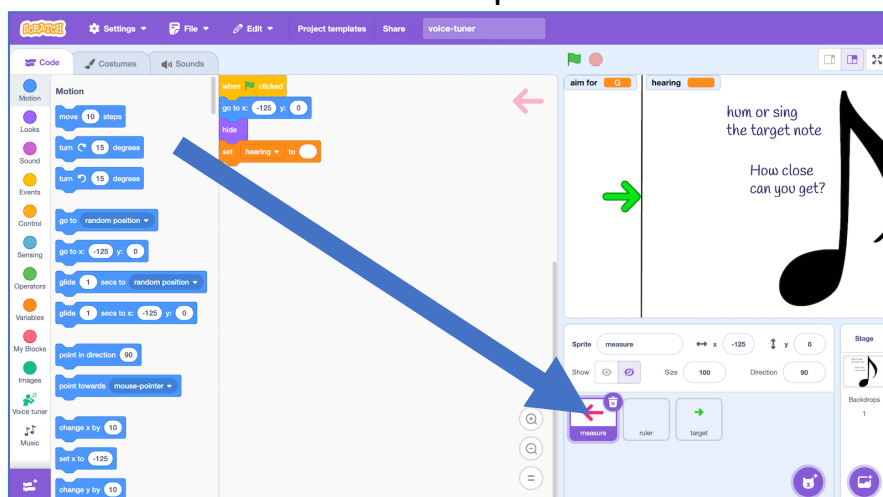 SCRATCH Settings File Edit Project templates Share voice-tuner
Code Costumes Sounds
Motion
Looks
Sound
Events
Control
Sensing
Operators
Variables
My Blocks
Images
Voice tuner
Music
Motion
move 10 steps
turn 15 degrees
turn 15 degrees
go to random position
go to x: -125 y: 0
glide 1 secs to random position
glide 1 secs to x: -125 y: 0
point in direction 90
point towards mouse-pointer
change x by 10
set x to -125
change y by 10
when clicked
go to x: -125 y: 0
hide
set hearing to
aim for G hearing
hum or sing
the target note
How close
can you get?
Sprite measure x -125 y 0
Show Size 100 Direction 90
measure ruler target
Stage
Backdrops
1